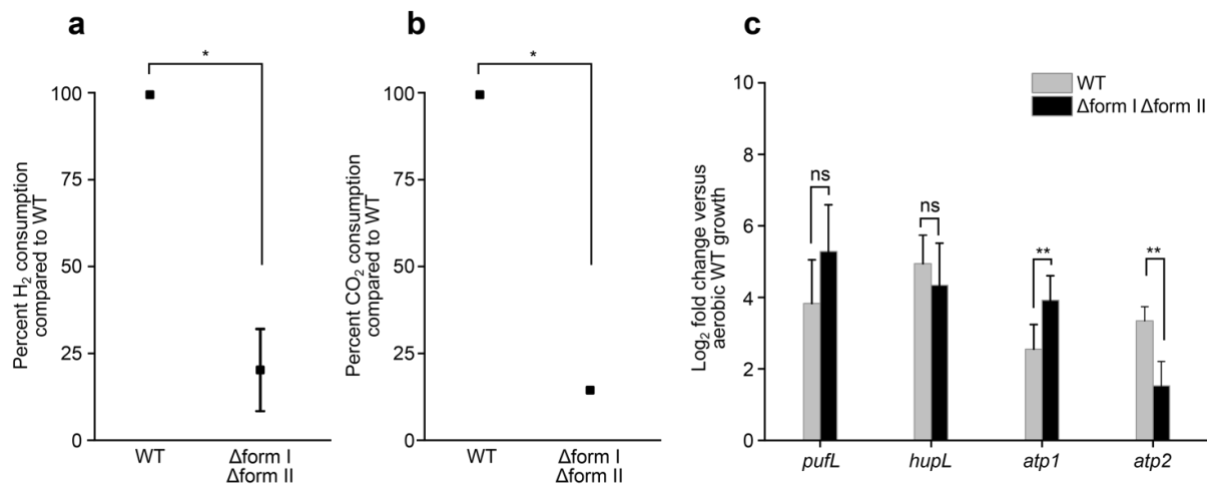 a
*
Percent H₂ consumption
compared to WT
100
75
50
25
0
WT
Δform I
Δform II
b
*
Percent CO₂ consumption
compared to WT
100
75
50
25
0
WT
Δform I
Δform II
c
WT
Δform I Δform II
Log₂ fold change versus
aerobic WT growth
10
8
6
4
2
0
ns
ns
**
**
pufL
hupL
atp1
atp2